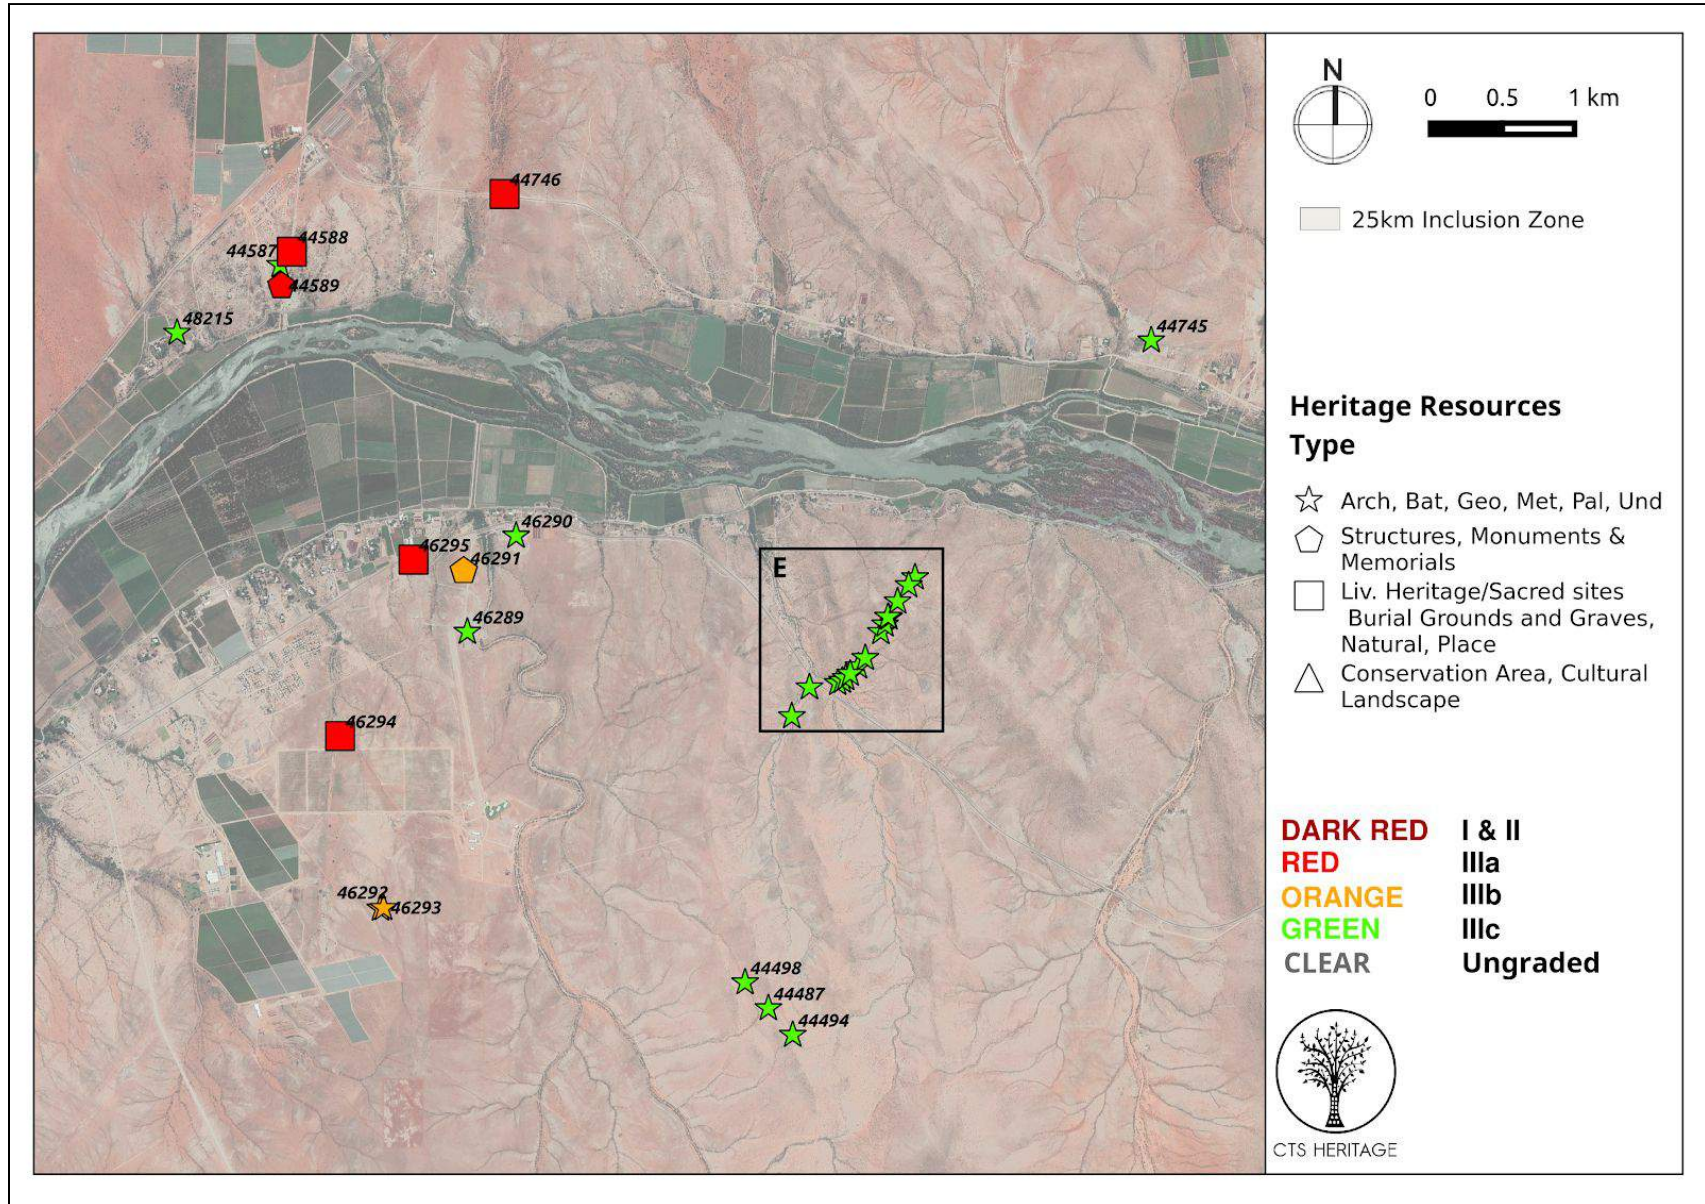 44746
44588
44587
44589
48215
44745
46290
46295
46291
46289
E
46294
46292
46293
44498
44487
44494
N
0 0.5 1 km
25km Inclusion Zone
Heritage Resources
Type
Arch, Bat, Geo, Met, Pal, Und
Structures, Monuments &
Memorials
Liv. Heritage/Sacred sites
Burial Grounds and Graves,
Natural, Place
Conservation Area, Cultural
Landscape
DARK RED I & II
RED IIIa
ORANGE IIIb
GREEN IIIc
CLEAR Ungraded
CTS HERITAGE